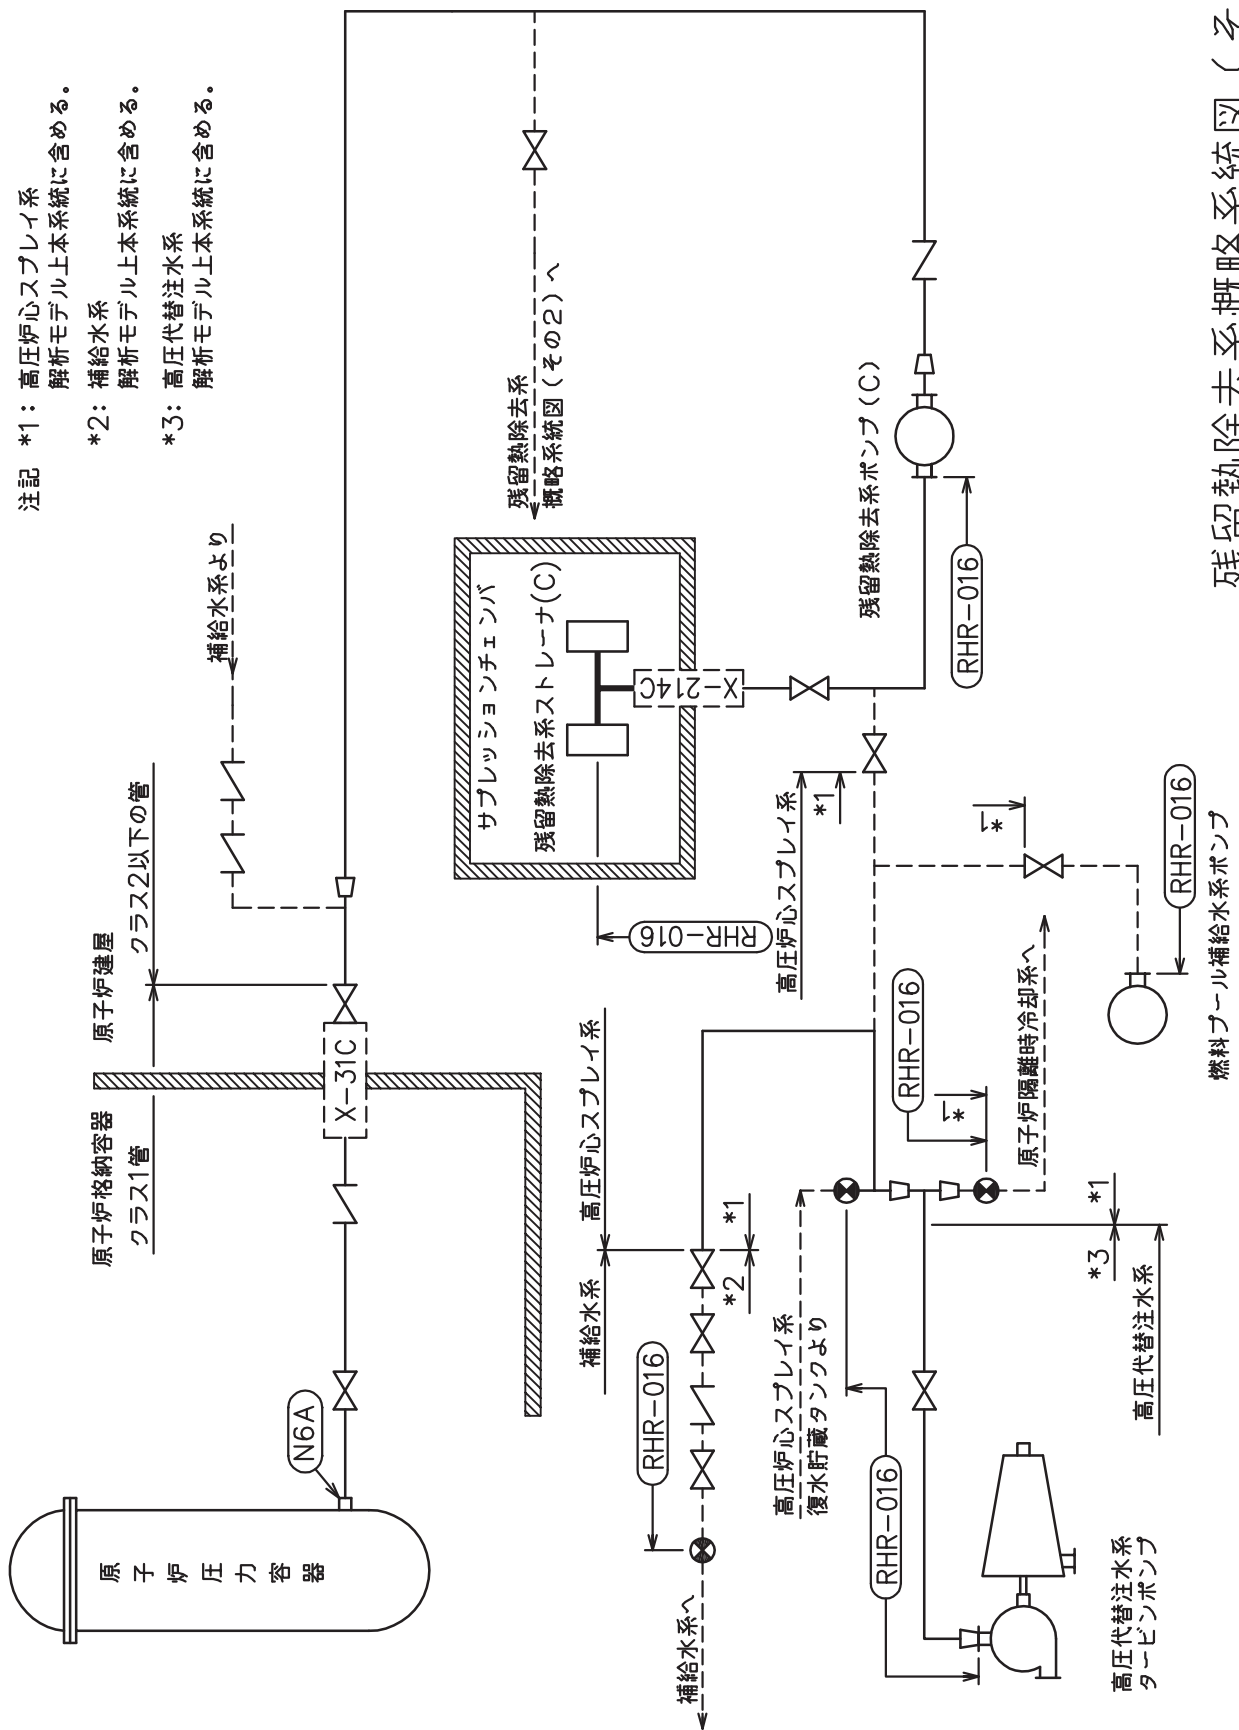 注記 *1: 高圧炉心スプレイ系
解析モデル上本系統に含める。
*2: 補給水系
解析モデル上本系統に含める。
*3: 高圧代替注水系
解析モデル上本系統に含める。
原子炉圧力容器
N6A
原子炉格納容器
原子炉建屋
クラス1管
クラス2以下の管
X-31C
補給水系より
残留熱除去系
概略系統図(その2)へ
サプレッションチェンバ
残留熱除去系ストレーナ(C)
X-214C
RHR-016
残留熱除去系ポンプ(C)
RHR-016
補給水系
高圧炉心スプレイ系
*2
*1
RHR-016
補給水系へ
高圧炉心スプレイ系
*1
高圧炉心スプレイ系
復水貯蔵タンクより
RHR-016
RHR-016
*1
原子炉隔離時冷却系へ
*1
RHR-016
燃料プール補給水系ポンプ
*3
*1
高圧代替注水系
高圧代替注水系
タービンポンプ
残留熱除去系概略系統図(そ